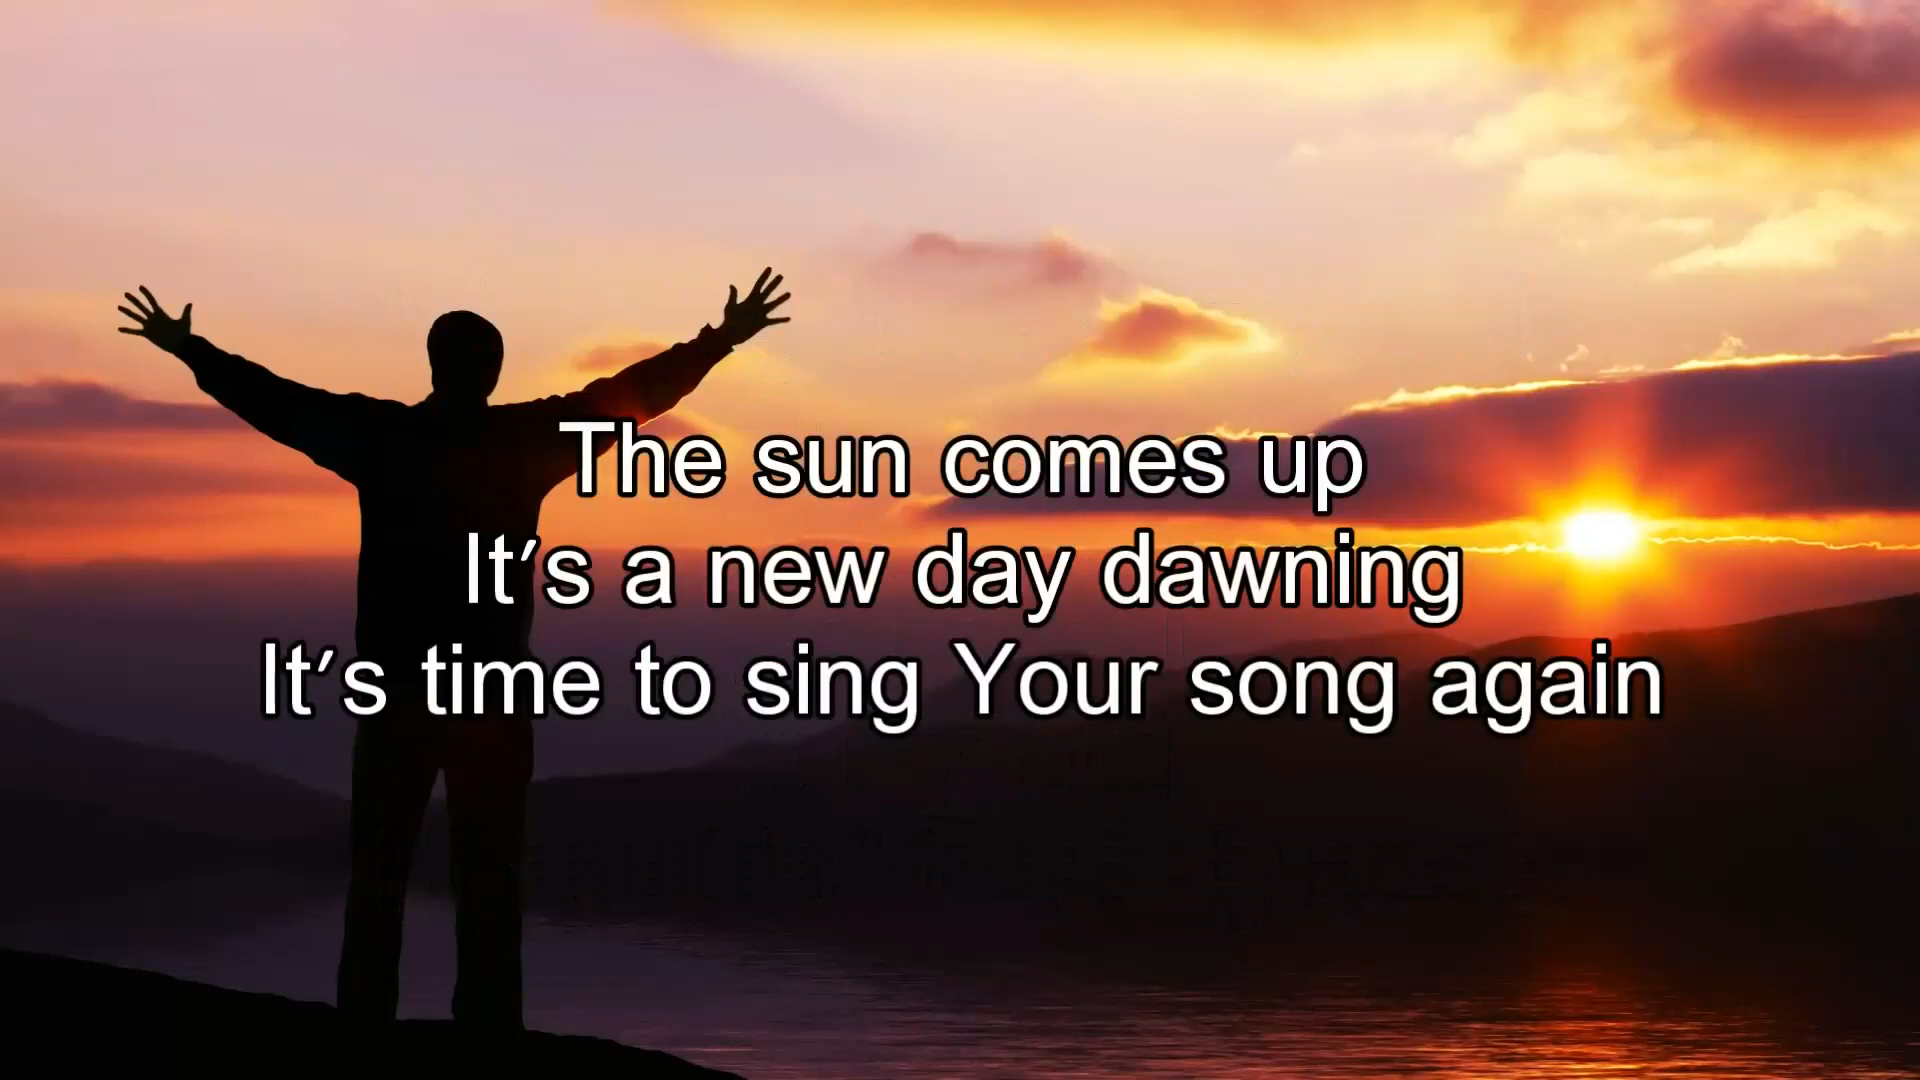 The sun comes up
It's a new day dawning
It's time to sing Your song again